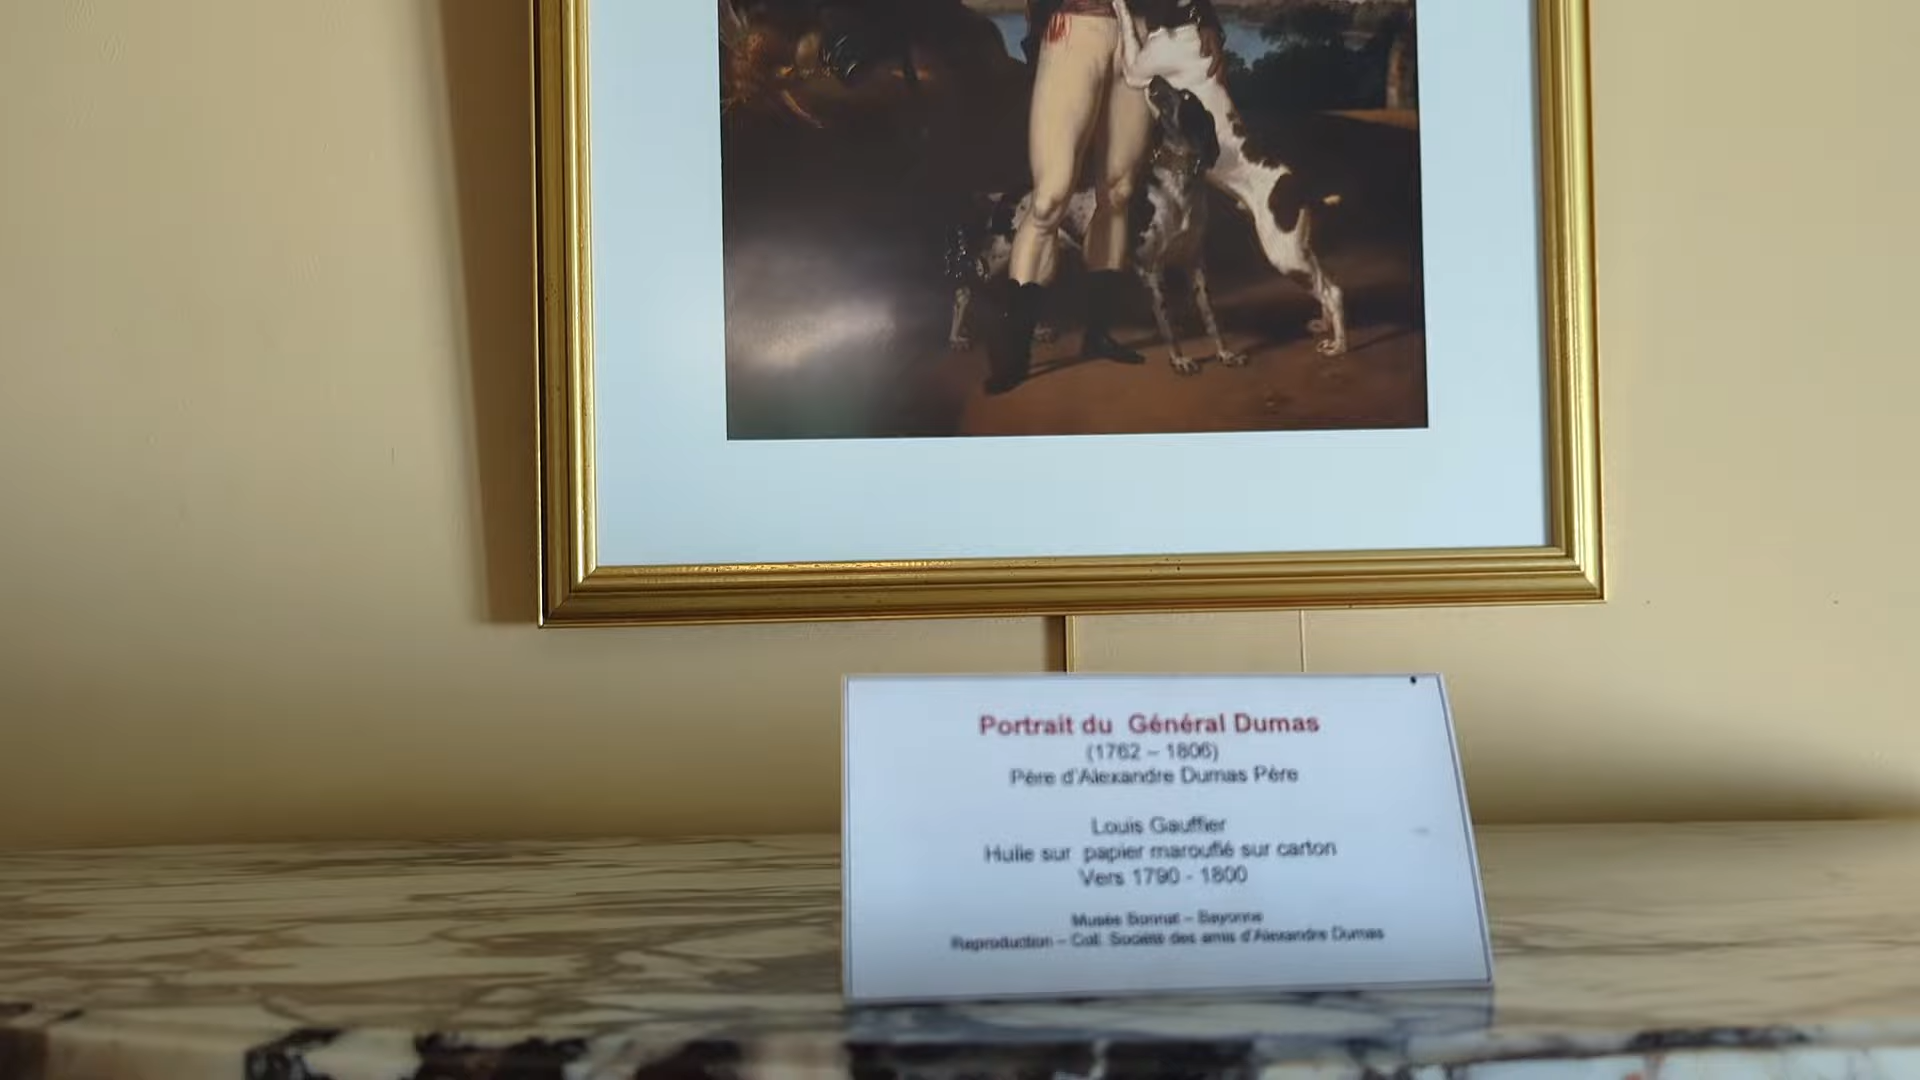 Portrait du Général Dumas
(1762 – 1806)
Père d'Alexandre Dumas Père
Louis Gauffier
Huile sur papier marouflé sur carton
Vers 1790 - 1800
Musée Bonnat – Bayonne
Reproduction – Coll. Société des amis d'Alexandre Dumas